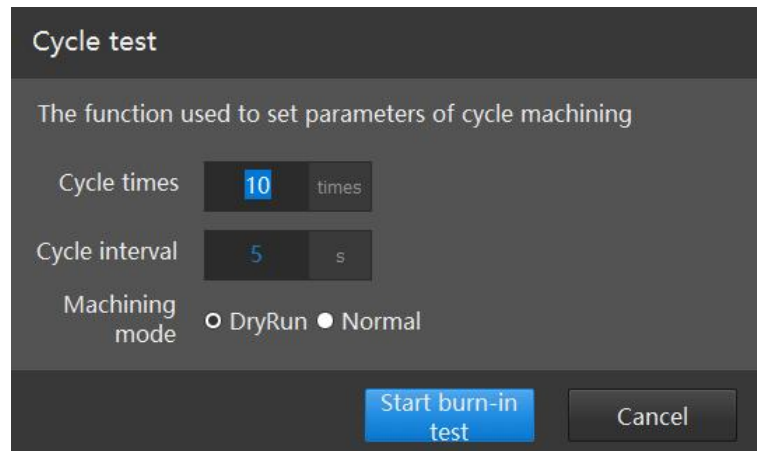 Cycle test
The function used to set parameters of cycle machining
Cycle times 10 times
Cycle interval 5 s
Machining
mode DryRun Normal
Start burn-in
test
Cancel